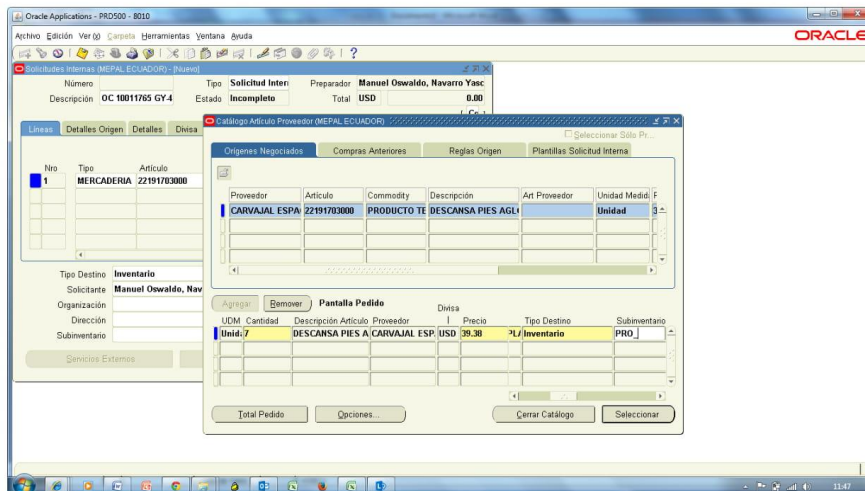 Oracle Applications - PRD500 - 8010
Archivo Edición Ver(x) Carpeta Herramientas Ventana Ayuda
ORACLE
Solicitudes Internas (MEPAL ECUADOR) - [Nuevo]
Número Tipo Solicitud Inter Preparador Manuel Oswaldo, Navarro Yasc
Descripción OC 10011765 GY-4 Estado Incompleto Total USD 0.00
Catálogo Artículo Proveedor (MEPAL ECUADOR)
Seleccionar Sólo Pr...
Líneas Detalles Origen Detalles Divisa
Orígenes Negociados Compras Anteriores Reglas Origen Plantillas Solicitud Interna
Nro Tipo Artículo
1 MERCADERIA 22191703000
Proveedor Artículo Commodity Descripción Art Proveedor Unidad Medid
CARVAJAL ESPA 22191703000 PRODUCTO TE DESCANSA PIES AGL Unidad
Tipo Destino Inventario
Solicitante Manuel Oswaldo, Nav
Organización
Dirección
Subinventario
Servicios Externos
Agregar Remover Pantalla Pedido
Divisa
UDM Cantidad Descripción Artículo Proveedor Precio Tipo Destino Subinventario
Unid 7 DESCANSA PIES A CARVAJAL ESP. USD 39.38 PLA Inventario PRO_
Total Pedido Opciones... Cerrar Catálogo Seleccionar
11:47